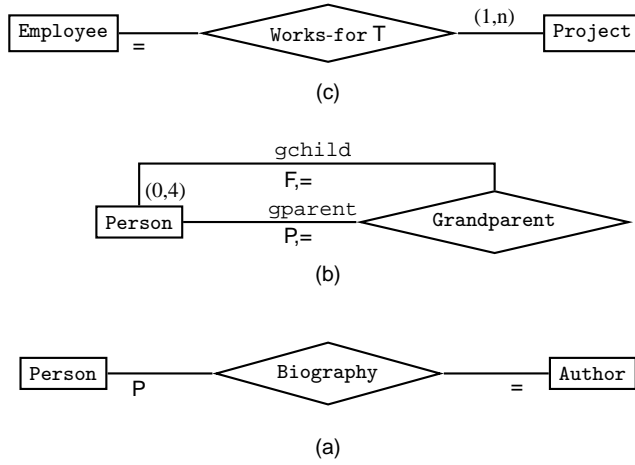 (1,n)
Employee = Works-for T Project
(c)
gchild
F,=
(0,4)
gparent
Person Grandparent
P,=
(b)
Person P Biography = Author
(a)